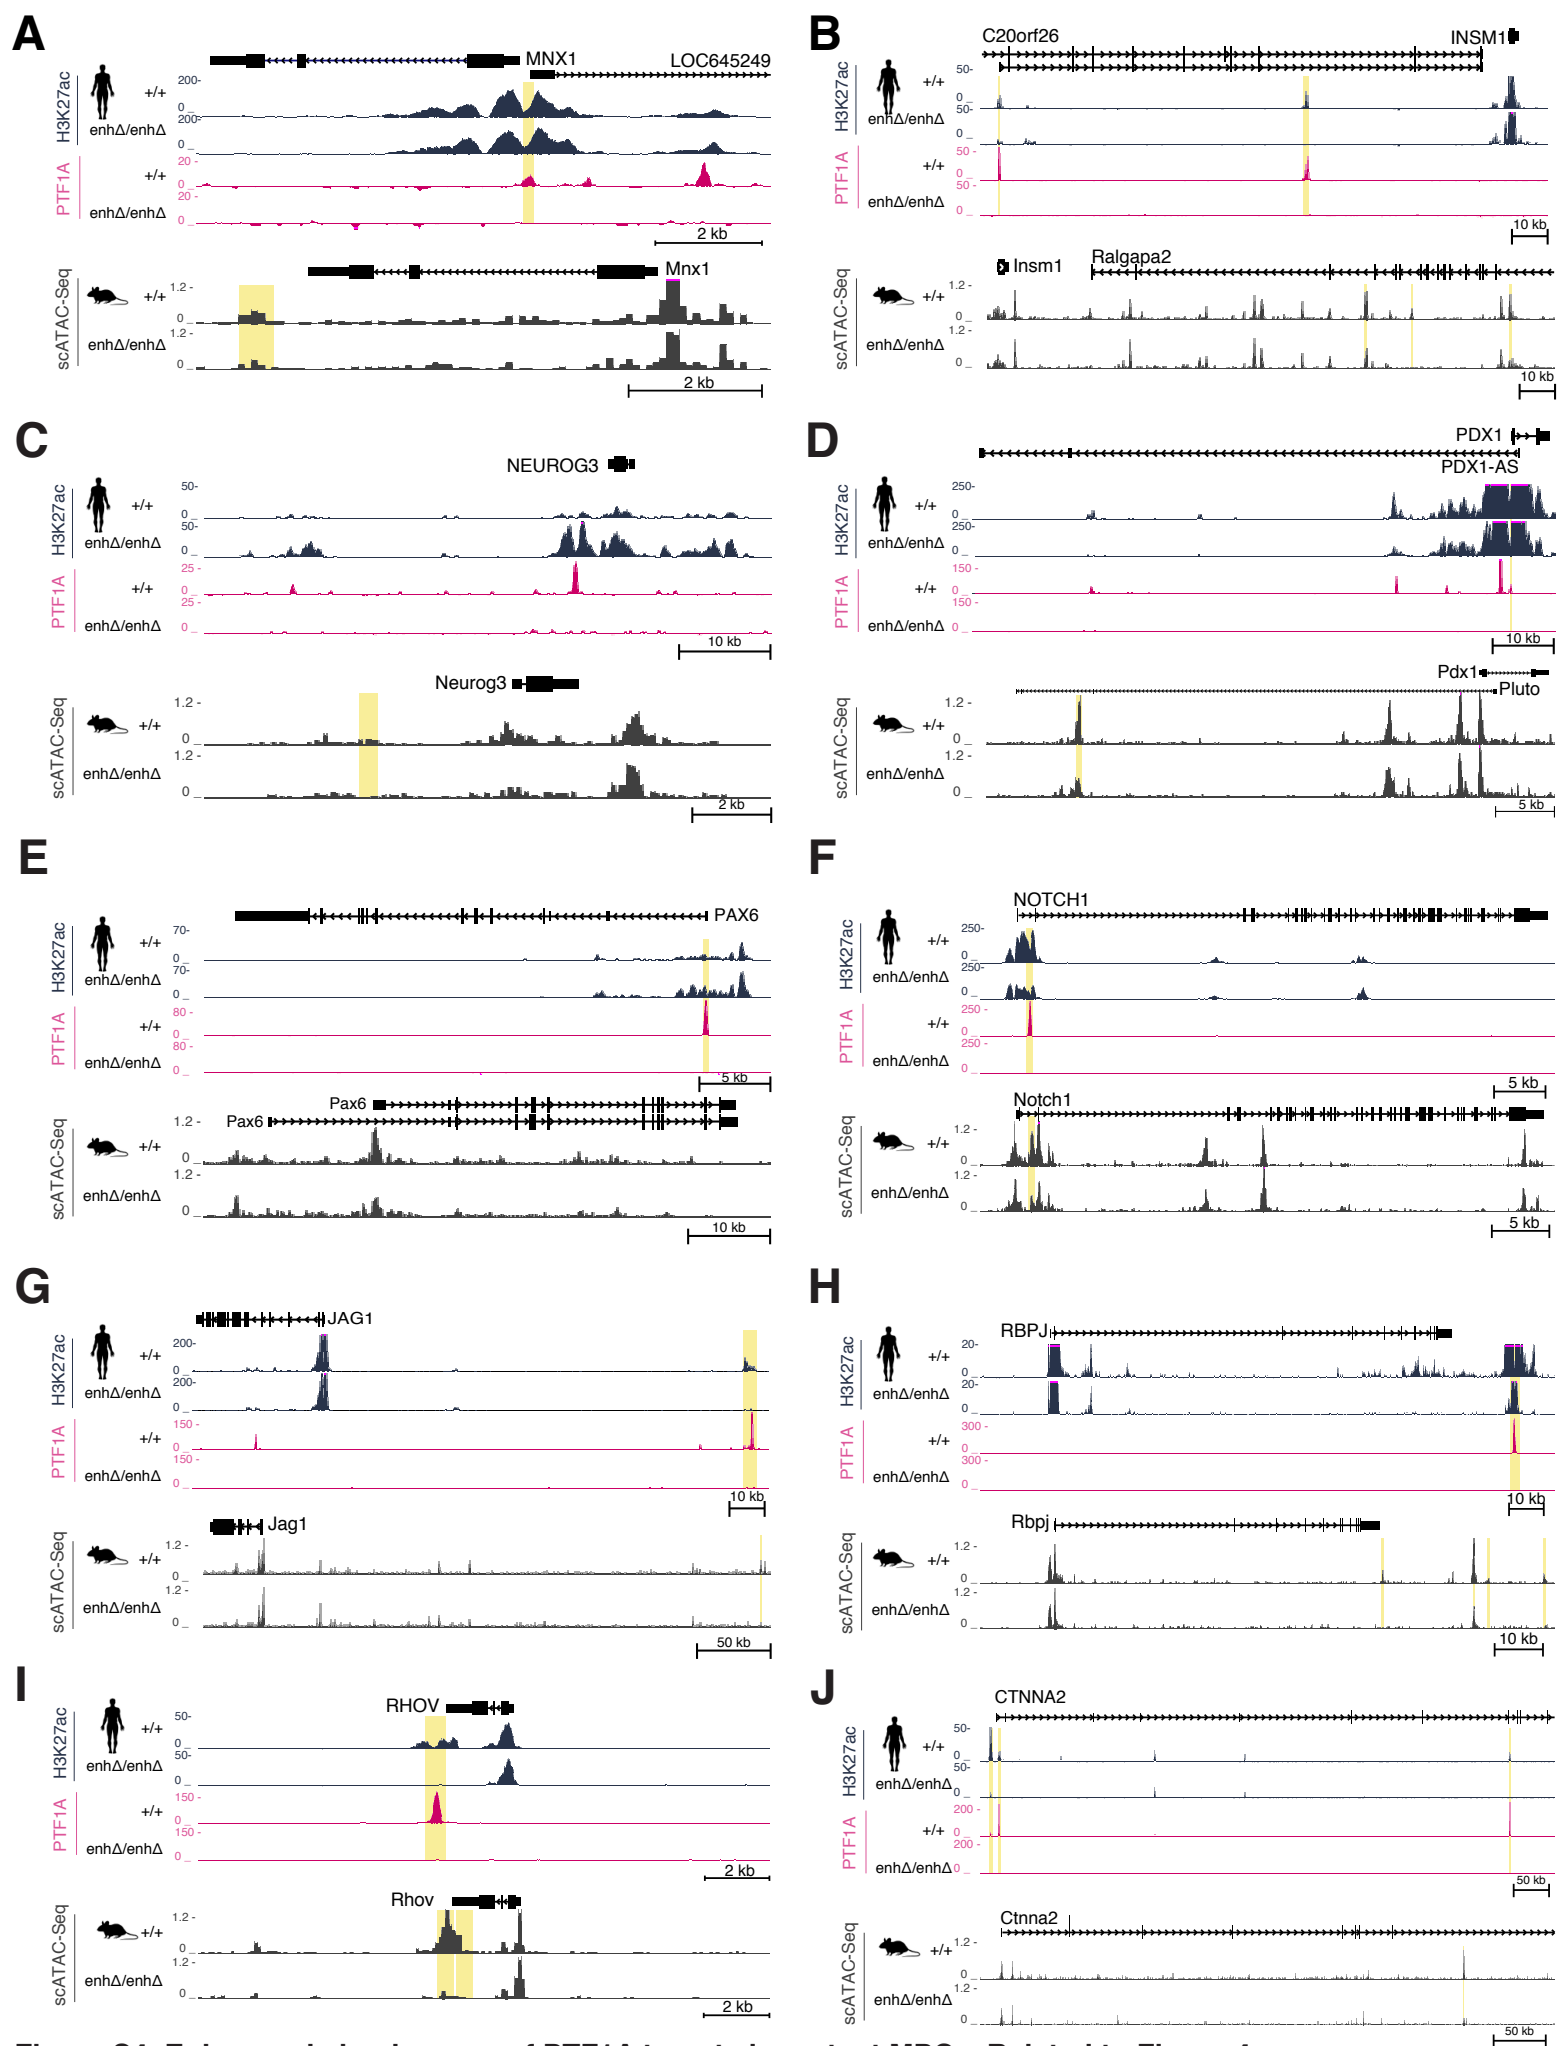 A
MNX1
LOC645249
H3K27ac
+/+
200-
0
enhΔ/enhΔ
200-
0
PTF1A
+/+
20 -
0
enhΔ/enhΔ
20 -
0
2 kb
Mnx1
scATAC-Seq
+/+
1.2 -
0
enhΔ/enhΔ
1.2 -
0
2 kb
B
C20orf26
INSM1
H3K27ac
+/+
50-
0
enhΔ/enhΔ
50-
0
PTF1A
+/+
50 -
0
enhΔ/enhΔ
50 -
0
10 kb
Insm1
Ralgapa2
scATAC-Seq
+/+
1.2 -
0
enhΔ/enhΔ
1.2 -
0
10 kb
C
NEUROG3
H3K27ac
+/+
50-
0
enhΔ/enhΔ
50-
0
PTF1A
+/+
25 -
0
enhΔ/enhΔ
25 -
0
10 kb
Neurog3
scATAC-Seq
+/+
1.2 -
0
enhΔ/enhΔ
1.2 -
0
2 kb
D
PDX1
PDX1-AS
H3K27ac
+/+
250-
0
enhΔ/enhΔ
250-
0
PTF1A
+/+
150 -
0
enhΔ/enhΔ
150 -
0
10 kb
Pdx1
Pluto
scATAC-Seq
+/+
1.2 -
0
enhΔ/enhΔ
1.2 -
0
5 kb
E
PAX6
H3K27ac
+/+
70-
0
enhΔ/enhΔ
70-
0
PTF1A
+/+
80 -
0
enhΔ/enhΔ
80 -
0
5 kb
Pax6
Pax6
scATAC-Seq
+/+
1.2 -
0
enhΔ/enhΔ
1.2 -
0
10 kb
F
NOTCH1
H3K27ac
+/+
250-
0
enhΔ/enhΔ
250-
0
PTF1A
+/+
250 -
0
enhΔ/enhΔ
250 -
0
5 kb
Notch1
scATAC-Seq
+/+
1.2 -
0
enhΔ/enhΔ
1.2 -
0
5 kb
G
JAG1
H3K27ac
+/+
200-
0
enhΔ/enhΔ
200-
0
PTF1A
+/+
150 -
0
enhΔ/enhΔ
150 -
0
10 kb
Jag1
scATAC-Seq
+/+
1.2 -
0
enhΔ/enhΔ
1.2 -
0
50 kb
H
RBPJ
H3K27ac
+/+
20-
0
enhΔ/enhΔ
20-
0
PTF1A
+/+
300 -
0
enhΔ/enhΔ
300 -
0
10 kb
Rbpj
scATAC-Seq
+/+
1.2 -
0
enhΔ/enhΔ
1.2 -
0
10 kb
I
RHOV
H3K27ac
+/+
50-
0
enhΔ/enhΔ
50-
0
PTF1A
+/+
150 -
0
enhΔ/enhΔ
150 -
0
2 kb
Rhov
scATAC-Seq
+/+
1.2 -
0
enhΔ/enhΔ
1.2 -
0
2 kb
J
CTNNA2
H3K27ac
+/+
50-
0
enhΔ/enhΔ
50-
0
PTF1A
+/+
200 -
0
enhΔ/enhΔ
200 -
0
50 kb
Ctnna2
scATAC-Seq
+/+
1.2 -
0
enhΔ/enhΔ
1.2 -
0
50 kb